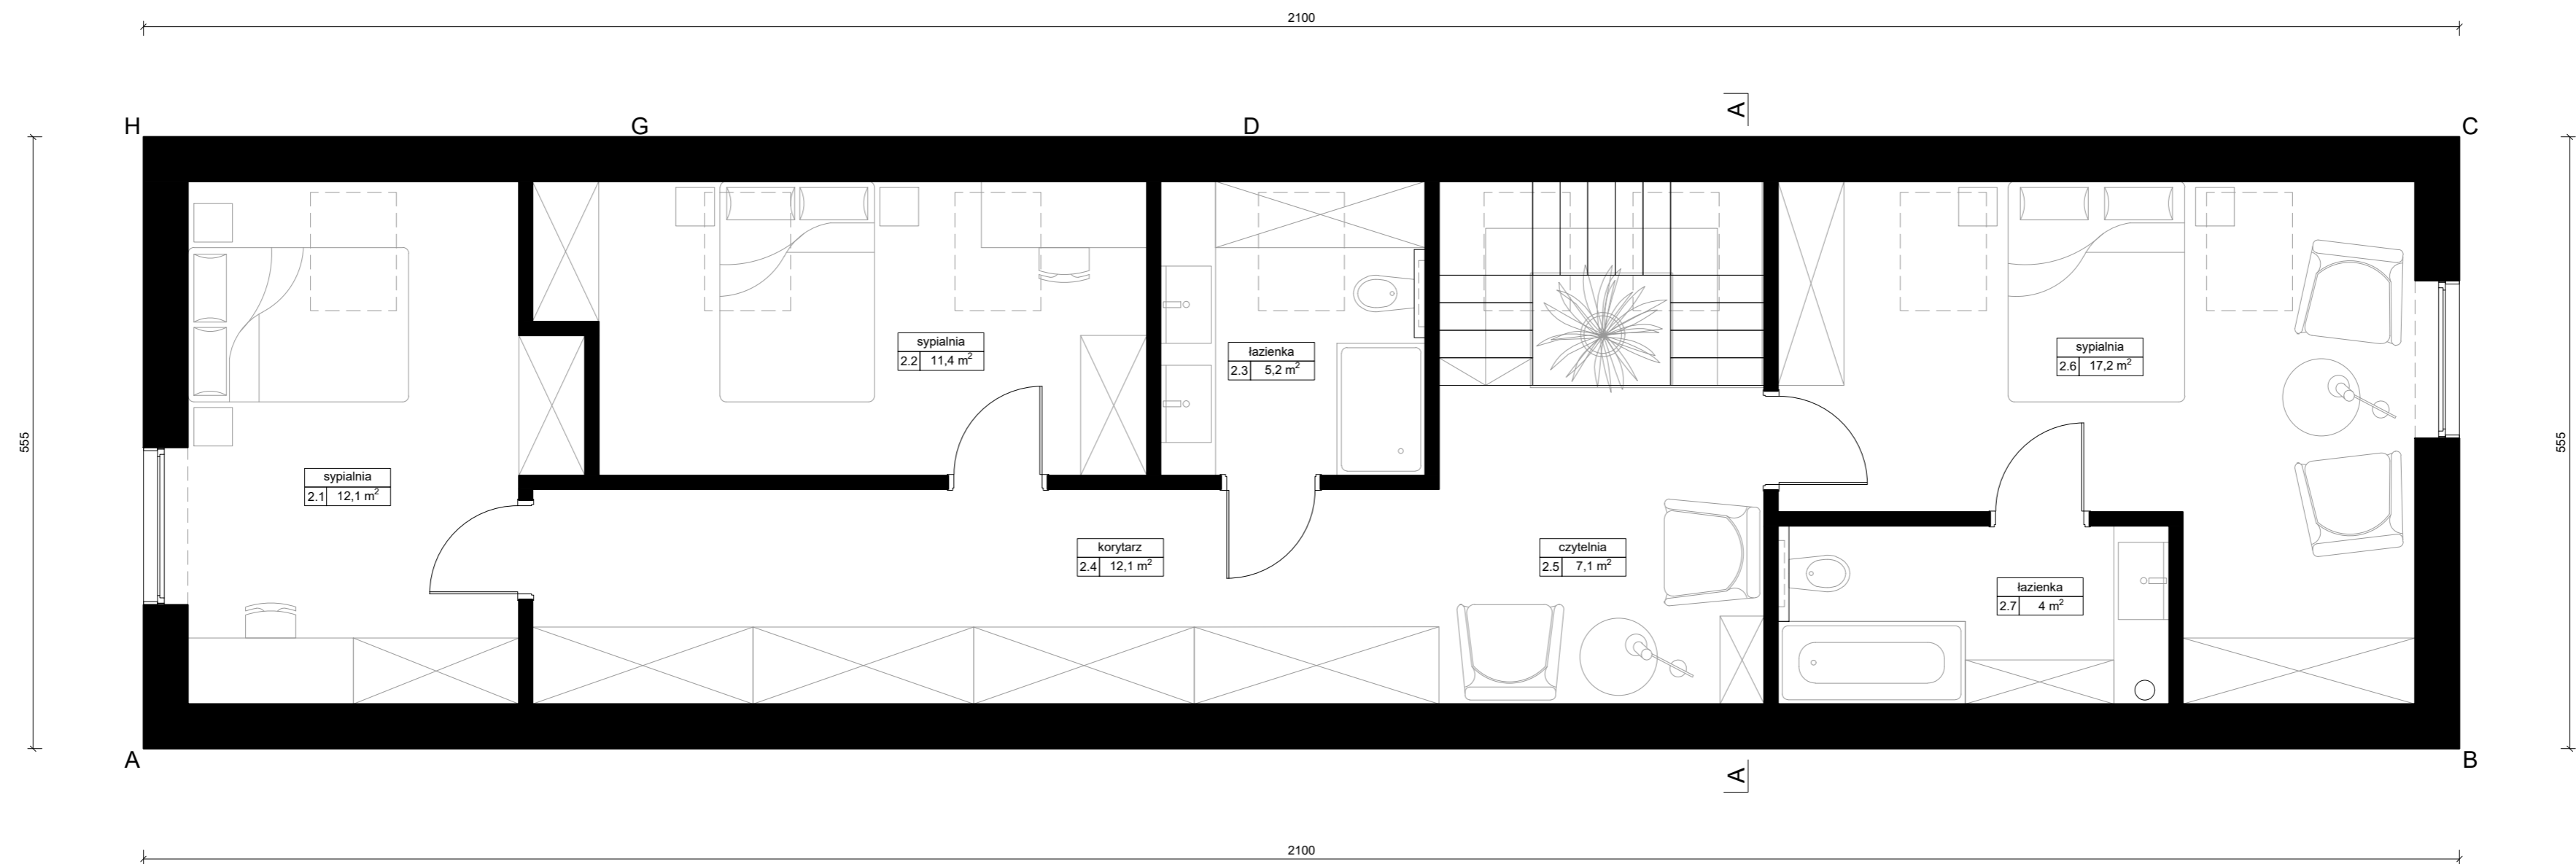 2100
A
H
G
D
C
555
555
sypialnia
2.2 11,4 m²
łazienka
2.3 5,2 m²
sypialnia
2.6 17,2 m²
sypialnia
2.1 12,1 m²
korytarz
2.4 12,1 m²
czytelnia
2.5 7,1 m²
łazienka
2.7 4 m²
A
B
A
2100